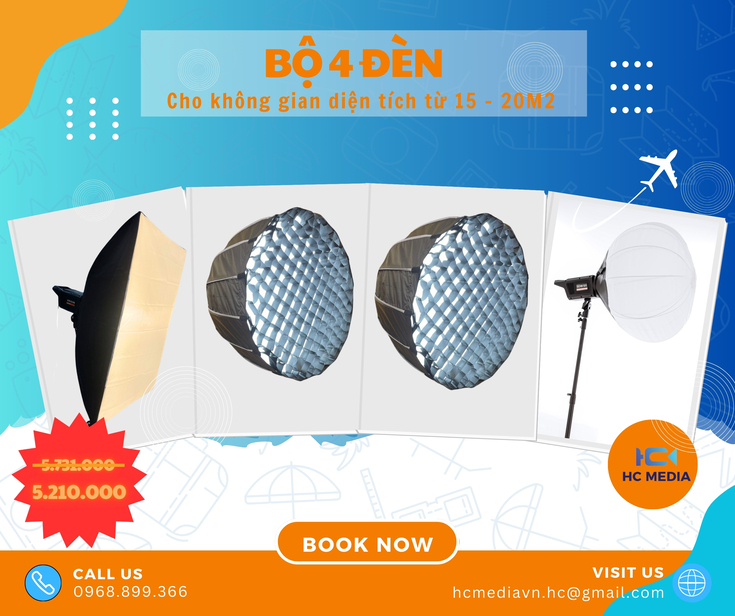 BỘ 4 ĐÈN
Cho không gian diện tích từ 15 - 20M2
5.731.000
5.210.000
HC MEDIA
BOOK NOW
CALL US
0968.899.366
VISIT US
hcmediavn.hc@gmail.com